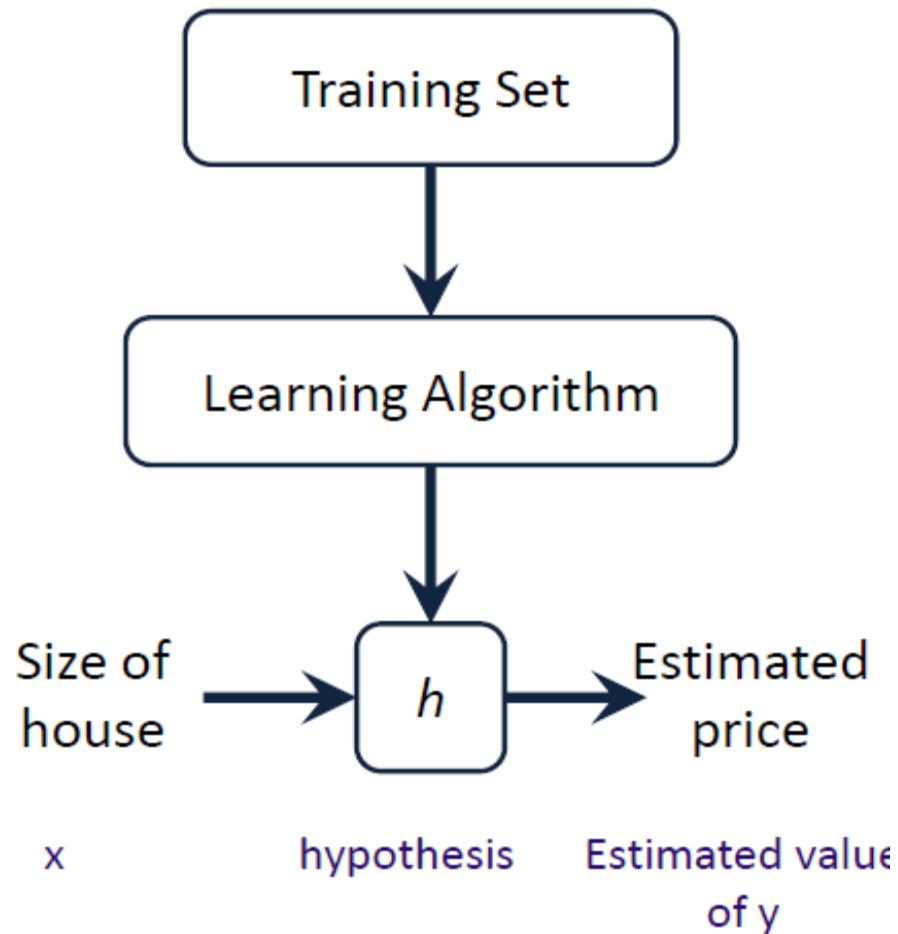 Training Set
Learning Algorithm
Size of
house
h
Estimated
price
x
hypothesis
Estimated value
of y